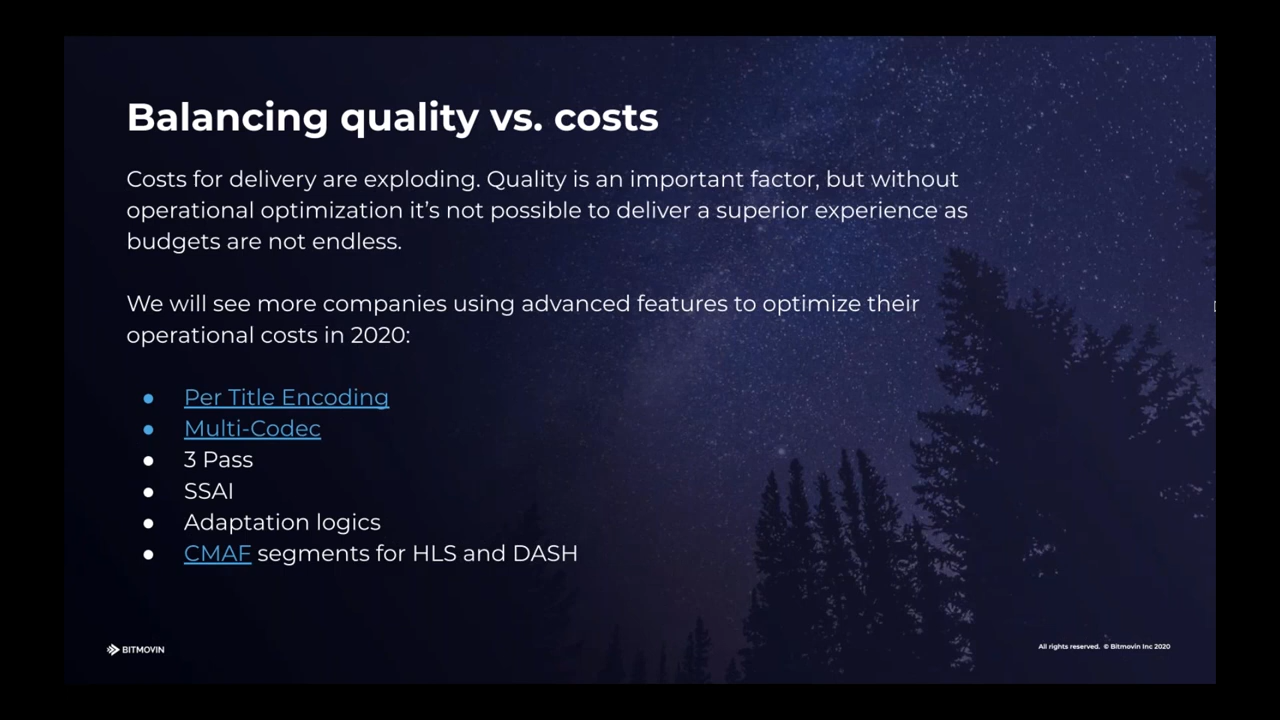 Balancing quality vs. costs
Costs for delivery are exploding. Quality is an important factor, but without
operational optimization it's not possible to deliver a superior experience as
budgets are not endless.
We will see more companies using advanced features to optimize their
operational costs in 2020:
● Per Title Encoding
● Multi-Codec
● 3 Pass
● SSAI
● Adaptation logics
● CMAF segments for HLS and DASH
BITMOVIN
All rights reserved. © Bitmovin Inc 2020